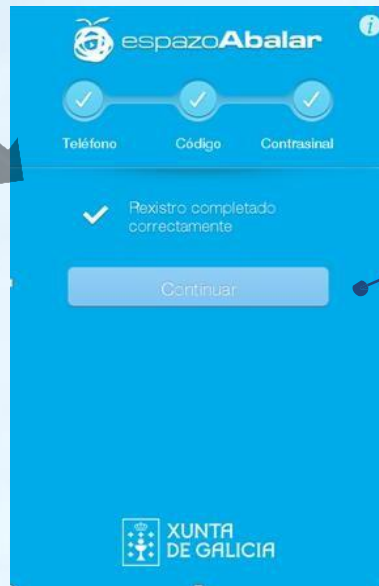 espazoAbalar
i
Teléfono Código Contrasinal
Rexistro completado
correctamente
Continuar
XUNTA
DE GALICIA